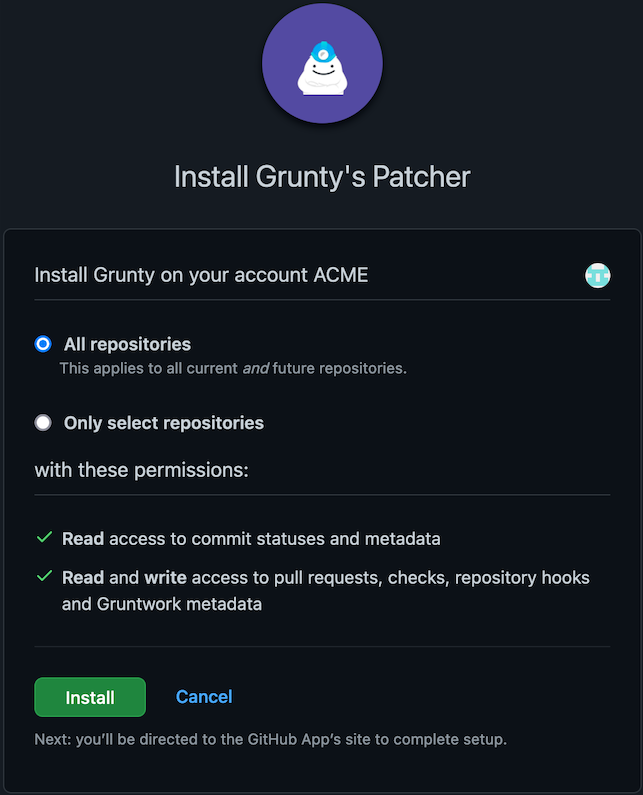 Install Grunty's Patcher
Install Grunty on your account ACME
All repositories
This applies to all current and future repositories.
Only select repositories
with these permissions:
Read access to commit statuses and metadata
Read and write access to pull requests, checks, repository hooks
and Gruntwork metadata
Install Cancel
Next: you’ll be directed to the GitHub App’s site to complete setup.